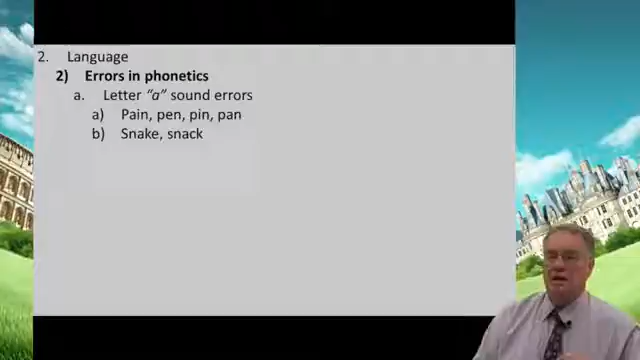 2. Language
2) Errors in phonetics
a. Letter "a" sound errors
a) Pain, pen, pin, pan
b) Snake, snack